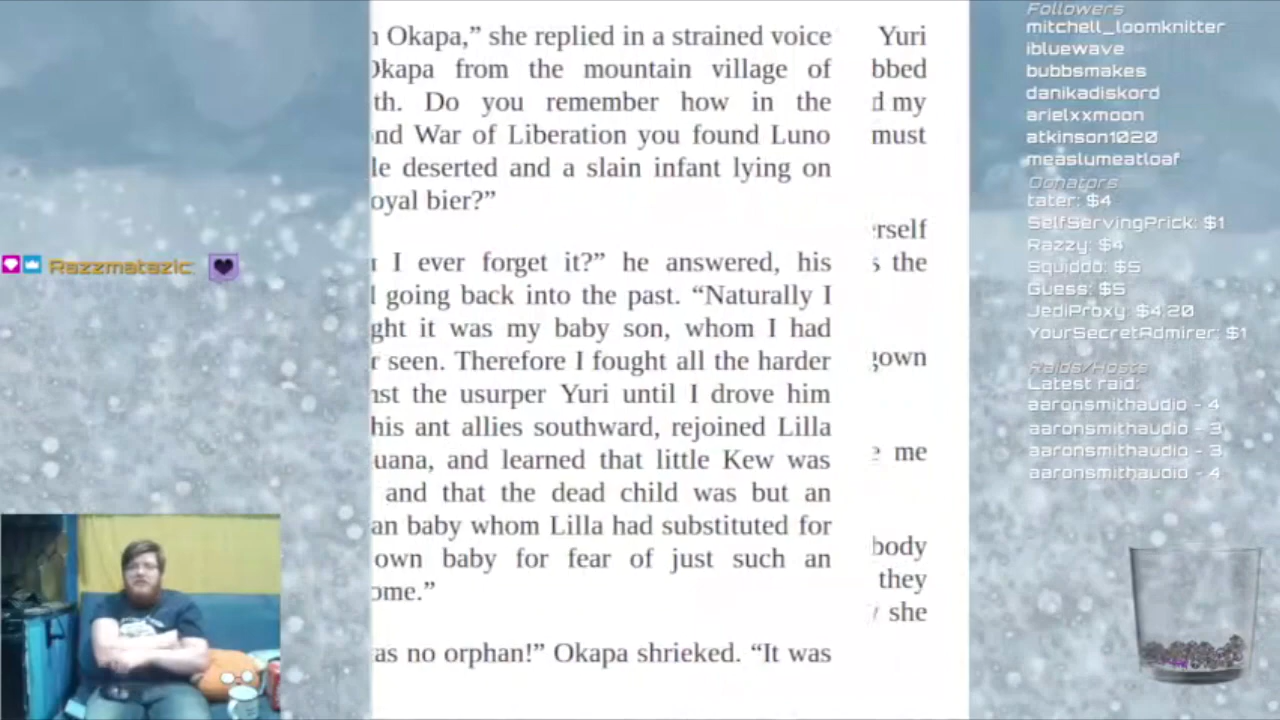 Okapa,” she replied in a strained voice
Okapa from the mountain village of
th. Do you remember how in the
nd War of Liberation you found Luno
le deserted and a slain infant lying on
oyal bier?”
I ever forget it?” he answered, his
going back into the past. “Naturally I
ght it was my baby son, whom I had
r seen. Therefore I fought all the harder
nst the usurper Yuri until I drove him
his ant allies southward, rejoined Lilla
uana, and learned that little Kew was
and that the dead child was but an
an baby whom Lilla had substituted for
own baby for fear of just such an
ome.”
as no orphan!” Okapa shrieked. “It was
Yuri
bbed
d my
must
erself
s the
gown
e me
body
they
she
Razzmatazic
Followers
mitchell_loomknitter
ibluewave
bubbsmakes
danikadiskord
arielxxmoon
atkinson1020
measlumeatloaf
Donators
tater: $4
SelfServingPrick: $1
Razzy: $4
Squiddo: $5
Guess: $5
JediProxy: $4.20
YourSecretAdmirer: $1
Raids/Hosts
Latest raid:
aaronsmithaudio - 4
aaronsmithaudio - 3
aaronsmithaudio - 3
aaronsmithaudio - 4